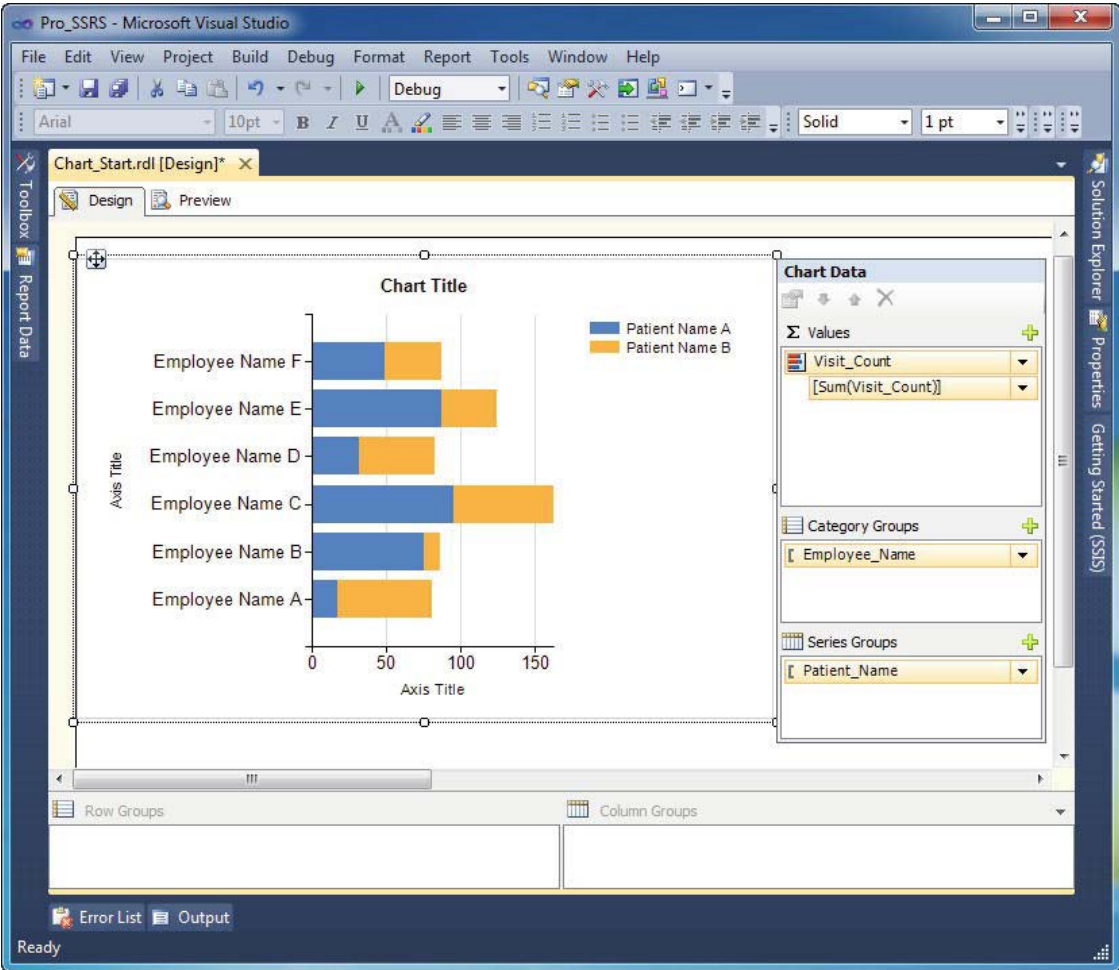 Pro_SSRS - Microsoft Visual Studio
File Edit View Project Build Debug Format Report Tools Window Help
Debug
Arial 10pt B I U A Solid 1 pt
Chart_Start.rdl [Design]*
Design Preview
Toolbox
Report Data
Chart Title
Patient Name A
Patient Name B
Employee Name F
Employee Name E
Employee Name D
Employee Name C
Employee Name B
Employee Name A
Axis Title
0 50 100 150
Axis Title
Chart Data
Σ Values
Visit_Count
[Sum(Visit_Count)]
Category Groups
Employee_Name
Series Groups
Patient_Name
Solution Explorer
Properties
Getting Started (SSIS)
Row Groups Column Groups
Error List Output
Ready